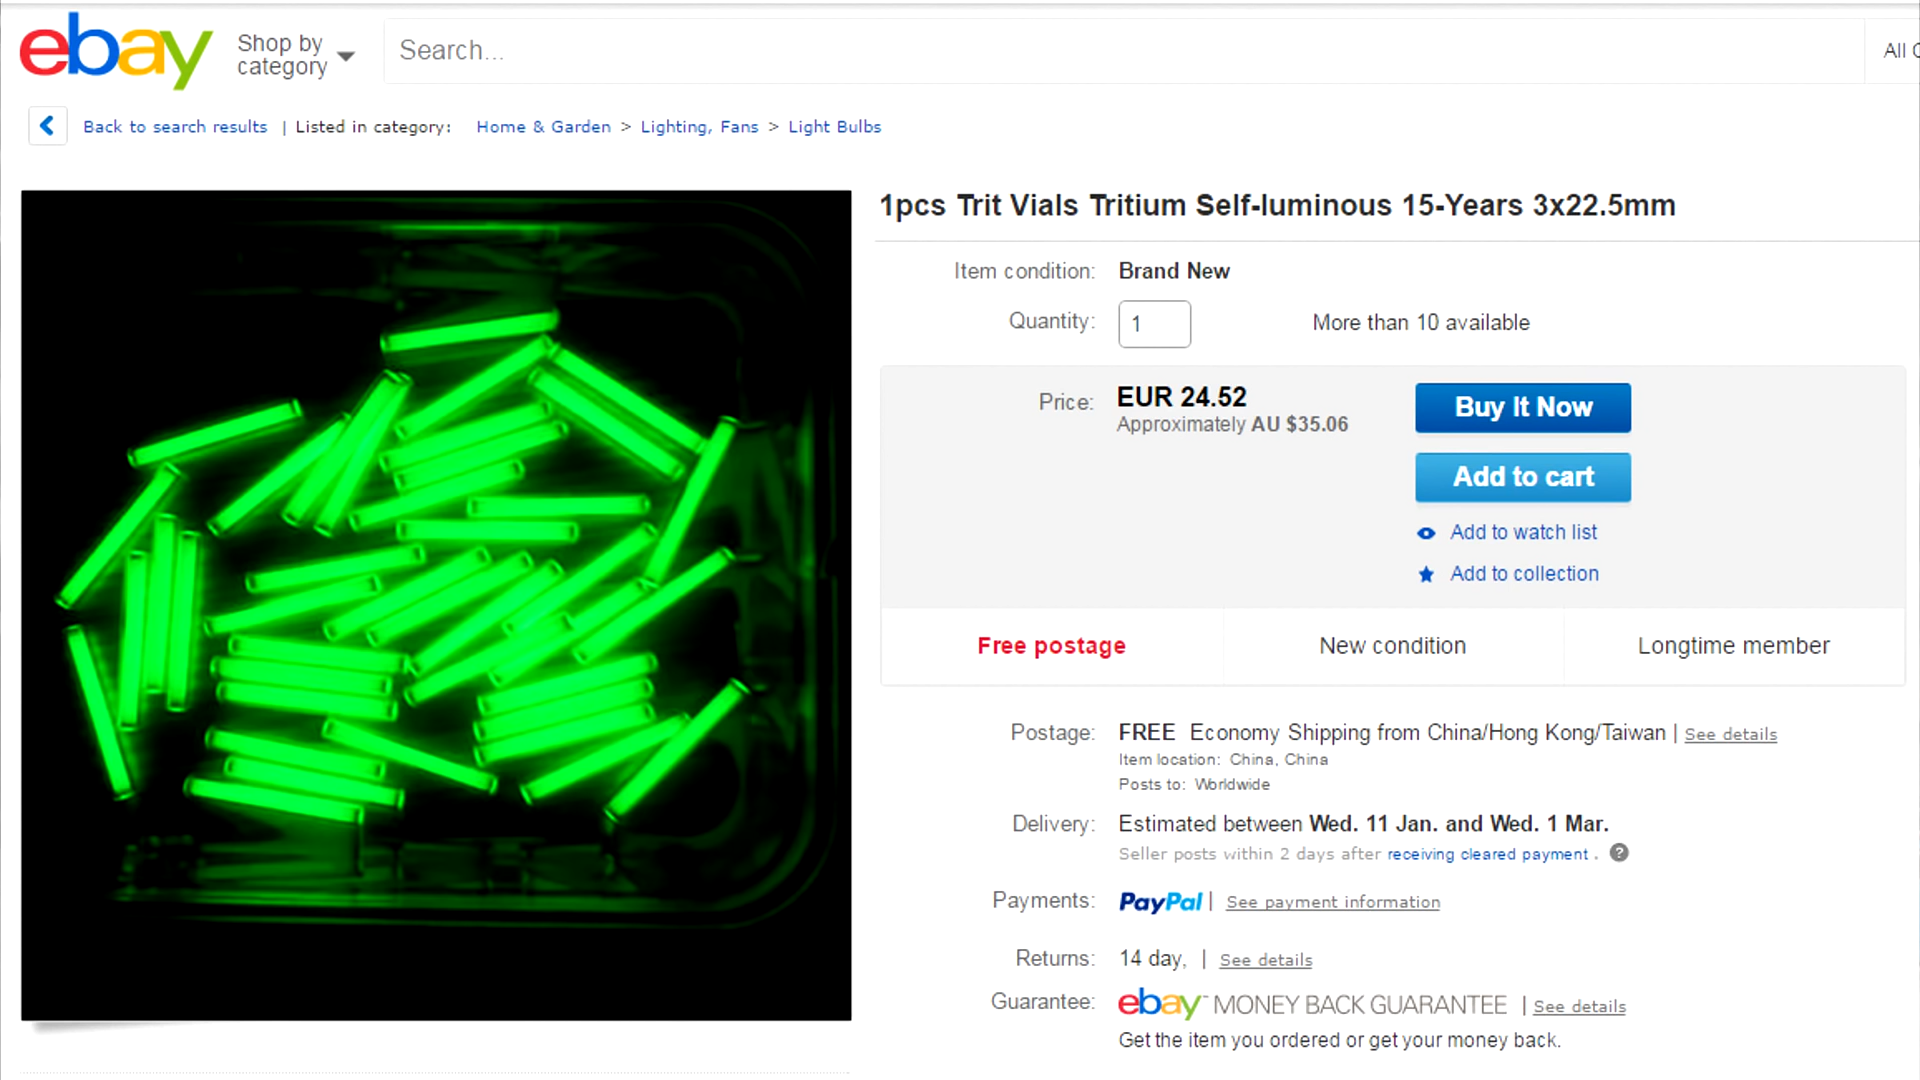 ebay
Shop by
category
Search...
All
Back to search results | Listed in category: Home & Garden > Lighting, Fans > Light Bulbs
1pcs Trit Vials Tritium Self-luminous 15-Years 3x22.5mm
Item condition: Brand New
Quantity: 1 More than 10 available
Price: EUR 24.52
Approximately AU $35.06
Buy It Now
Add to cart
Add to watch list
Add to collection
Free postage New condition Longtime member
Postage: FREE Economy Shipping from China/Hong Kong/Taiwan | See details
Item location: China, China
Posts to: Worldwide
Delivery: Estimated between Wed. 11 Jan. and Wed. 1 Mar.
Seller posts within 2 days after receiving cleared payment . ?
Payments: PayPal | See payment information
Returns: 14 day, | See details
Guarantee: ebay™ MONEY BACK GUARANTEE | See details
Get the item you ordered or get your money back.